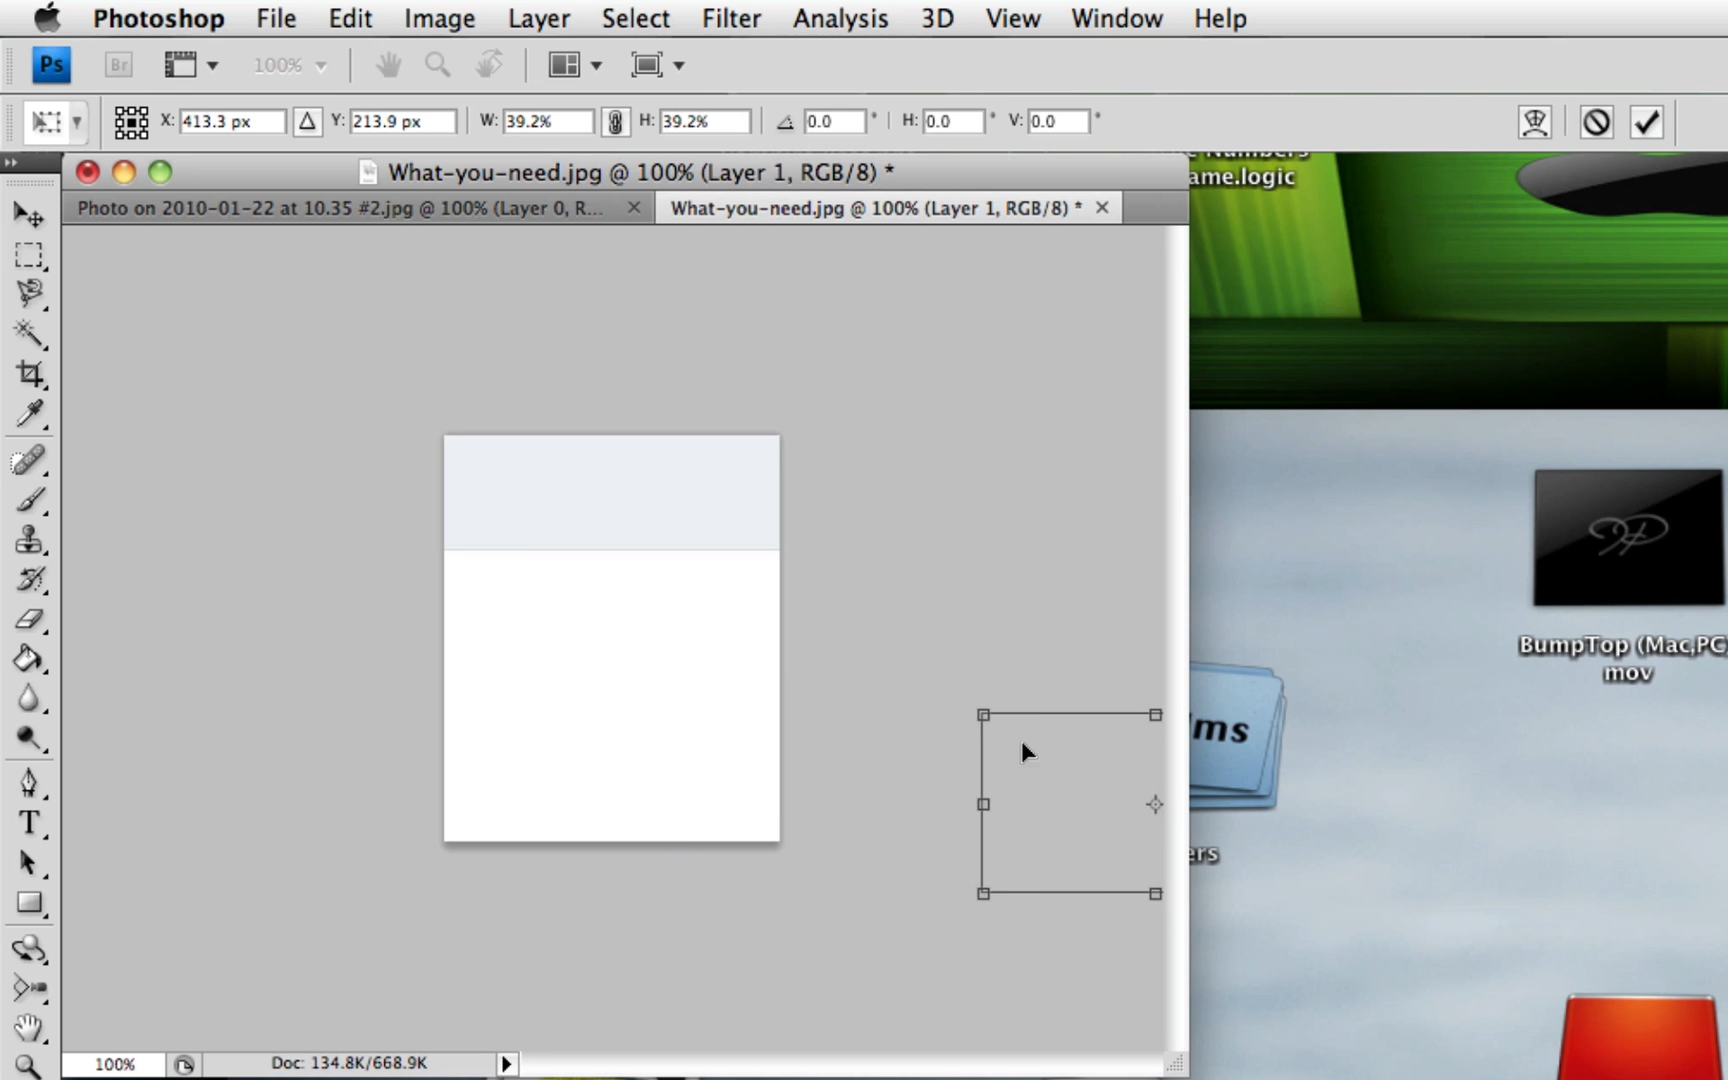 Photoshop File Edit Image Layer Select Filter Analysis 3D View Window Help
Ps Br 100%
X: 413.3 px Y: 213.9 px W: 39.2% H: 39.2% 0.0 ° H: 0.0 ° V: 0.0 °
What-you-need.jpg @ 100% (Layer 1, RGB/8) *
ame.logic
Photo on 2010-01-22 at 10.35 #2.jpg @ 100% (Layer 0, R... What-you-need.jpg @ 100% (Layer 1, RGB/8) *
BumpTop (Mac,PC)
mov
lms
ers
T
100% Doc: 134.8K/668.9K